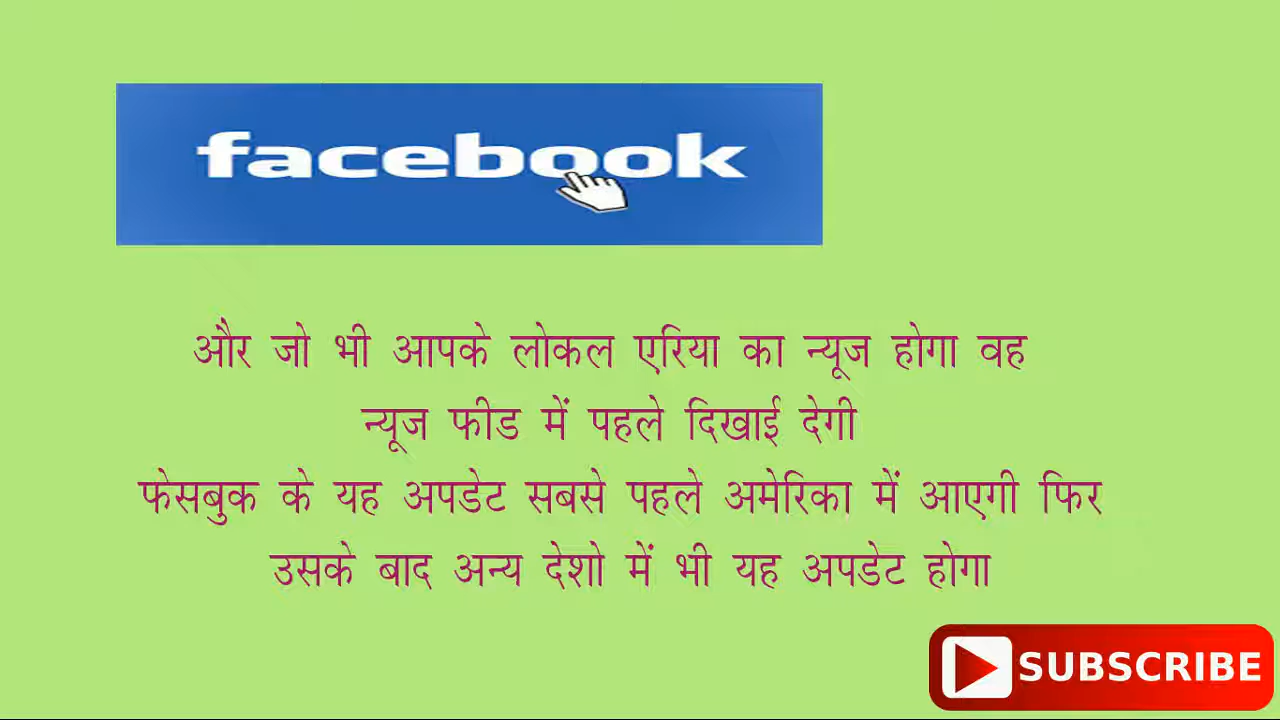 facebook
और जो भी आपके लोकल एरिया का न्यूज होगा वह
न्यूज फीड में पहले दिखाई देगी
फेसबुक के यह अपडेट सबसे पहले अमेरिका में आएगी फिर
उसके बाद अन्य देशो में भी यह अपडेट होगा
SUBSCRIBE